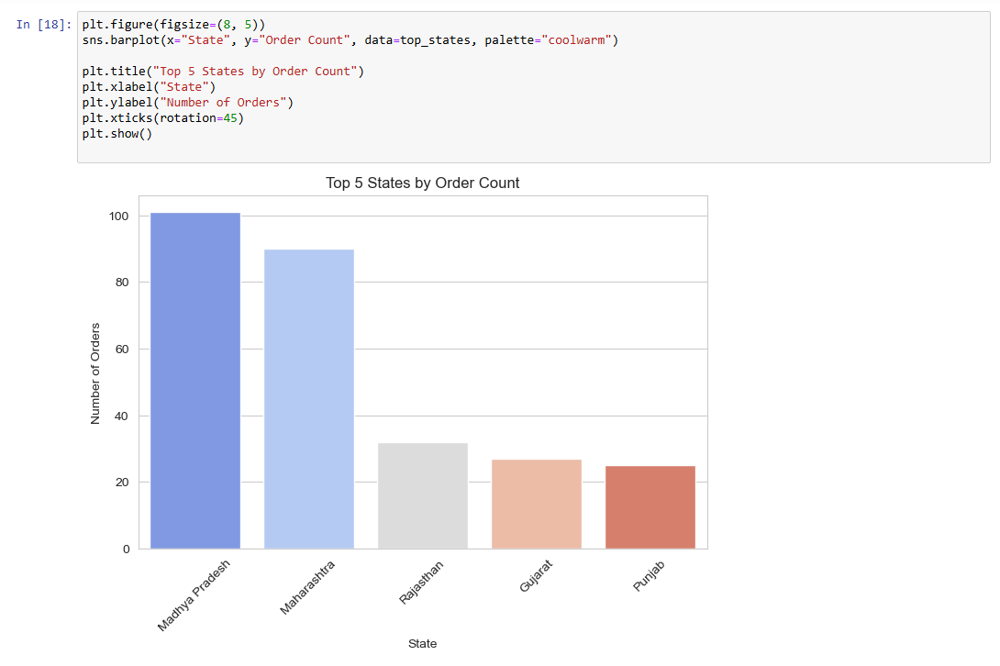 In [18]:
plt.figure(figsize=(8, 5))
sns.barplot(x="State", y="Order Count", data=top_states, palette="coolwarm")
plt.title("Top 5 States by Order Count")
plt.xlabel("State")
plt.ylabel("Number of Orders")
plt.xticks(rotation=45)
plt.show()
Top 5 States by Order Count
Number of Orders
100
80
60
40
20
0
Madhya Pradesh
Maharashtra
Rajasthan
Gujarat
Punjab
State